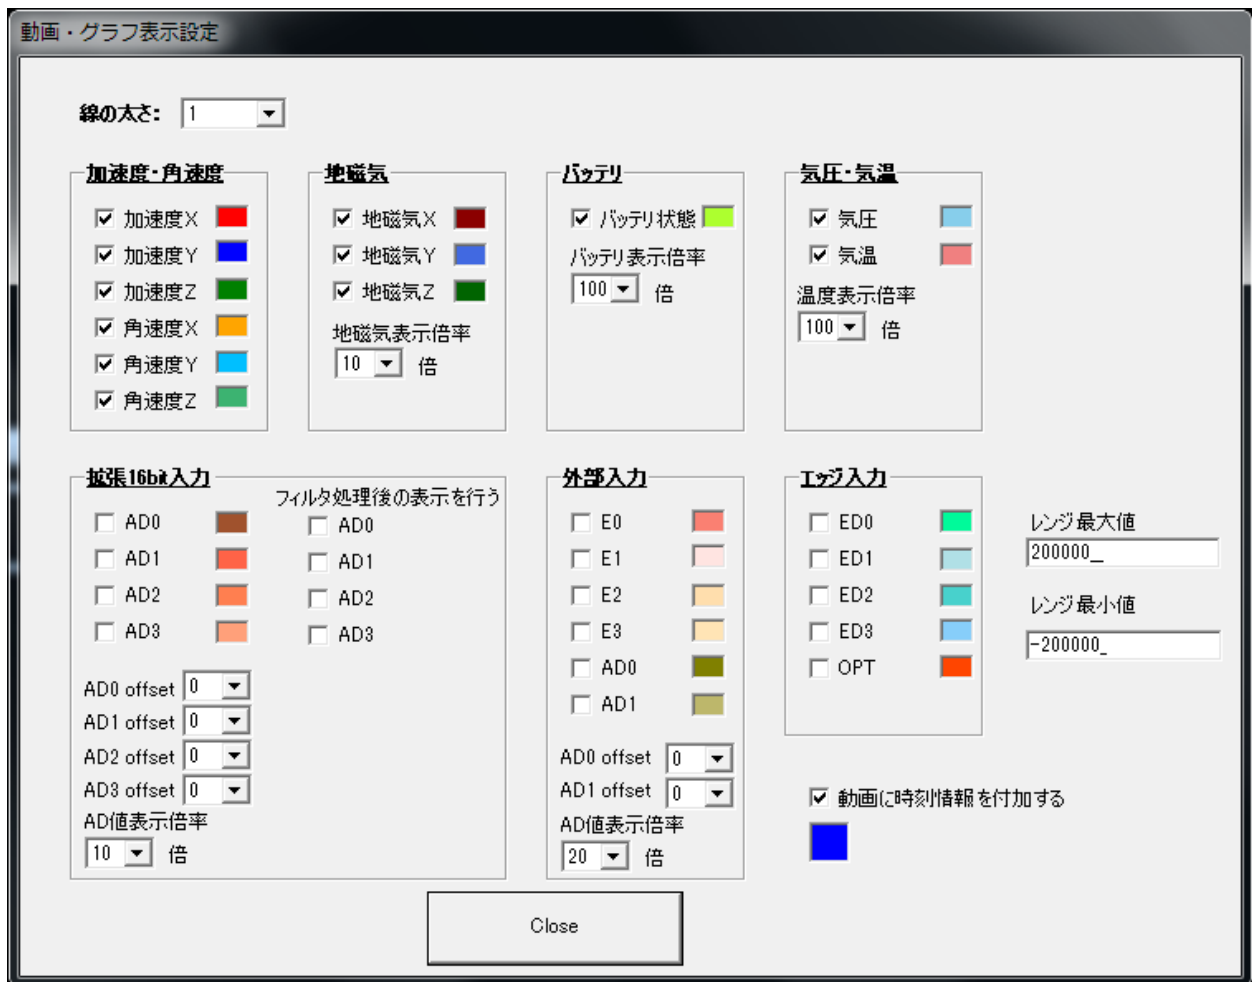 動画・グラフ表示設定
線の太さ: 1
加速度・角速度
加速度X
加速度Y
加速度Z
角速度X
角速度Y
角速度Z
地磁気
地磁気X
地磁気Y
地磁気Z
地磁気表示倍率
10 倍
バッテリ
バッテリ状態
バッテリ表示倍率
100 倍
気圧・気温
気圧
気温
温度表示倍率
100 倍
拡張16bit入力
AD0
AD1
AD2
AD3
フィルタ処理後の表示を行う
AD0
AD1
AD2
AD3
AD0 offset 0
AD1 offset 0
AD2 offset 0
AD3 offset 0
AD値表示倍率
10 倍
外部入力
E0
E1
E2
E3
AD0
AD1
AD0 offset 0
AD1 offset 0
AD値表示倍率
20 倍
エッジ入力
ED0
ED1
ED2
ED3
OPT
レンジ最大値
200000_
レンジ最小値
-200000_
動画に時刻情報を付加する
Close